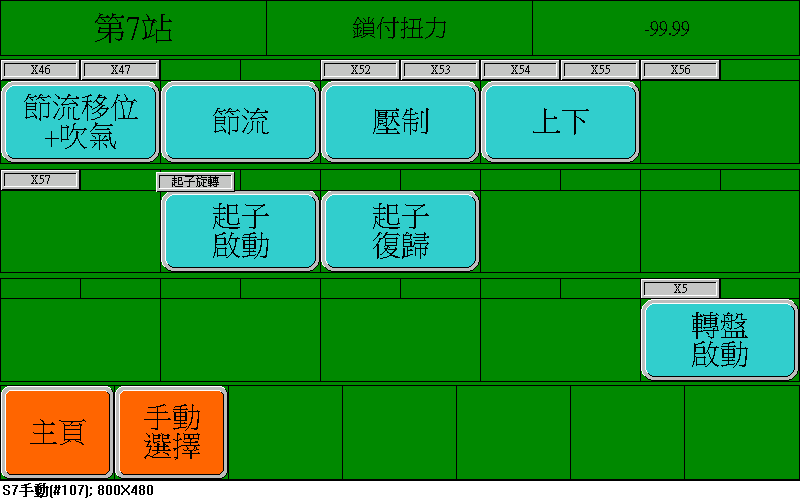 第7站 鎖付扭力 -99.99
X46 X47 X52 X53 X54 X55 X56
節流移位
+吹氣
節流
壓制
上下
X57 起子旋轉
起子
啟動
起子
復歸
X5
轉盤
啟動
主頁
手動
選擇
S7手動(#107); 800X480